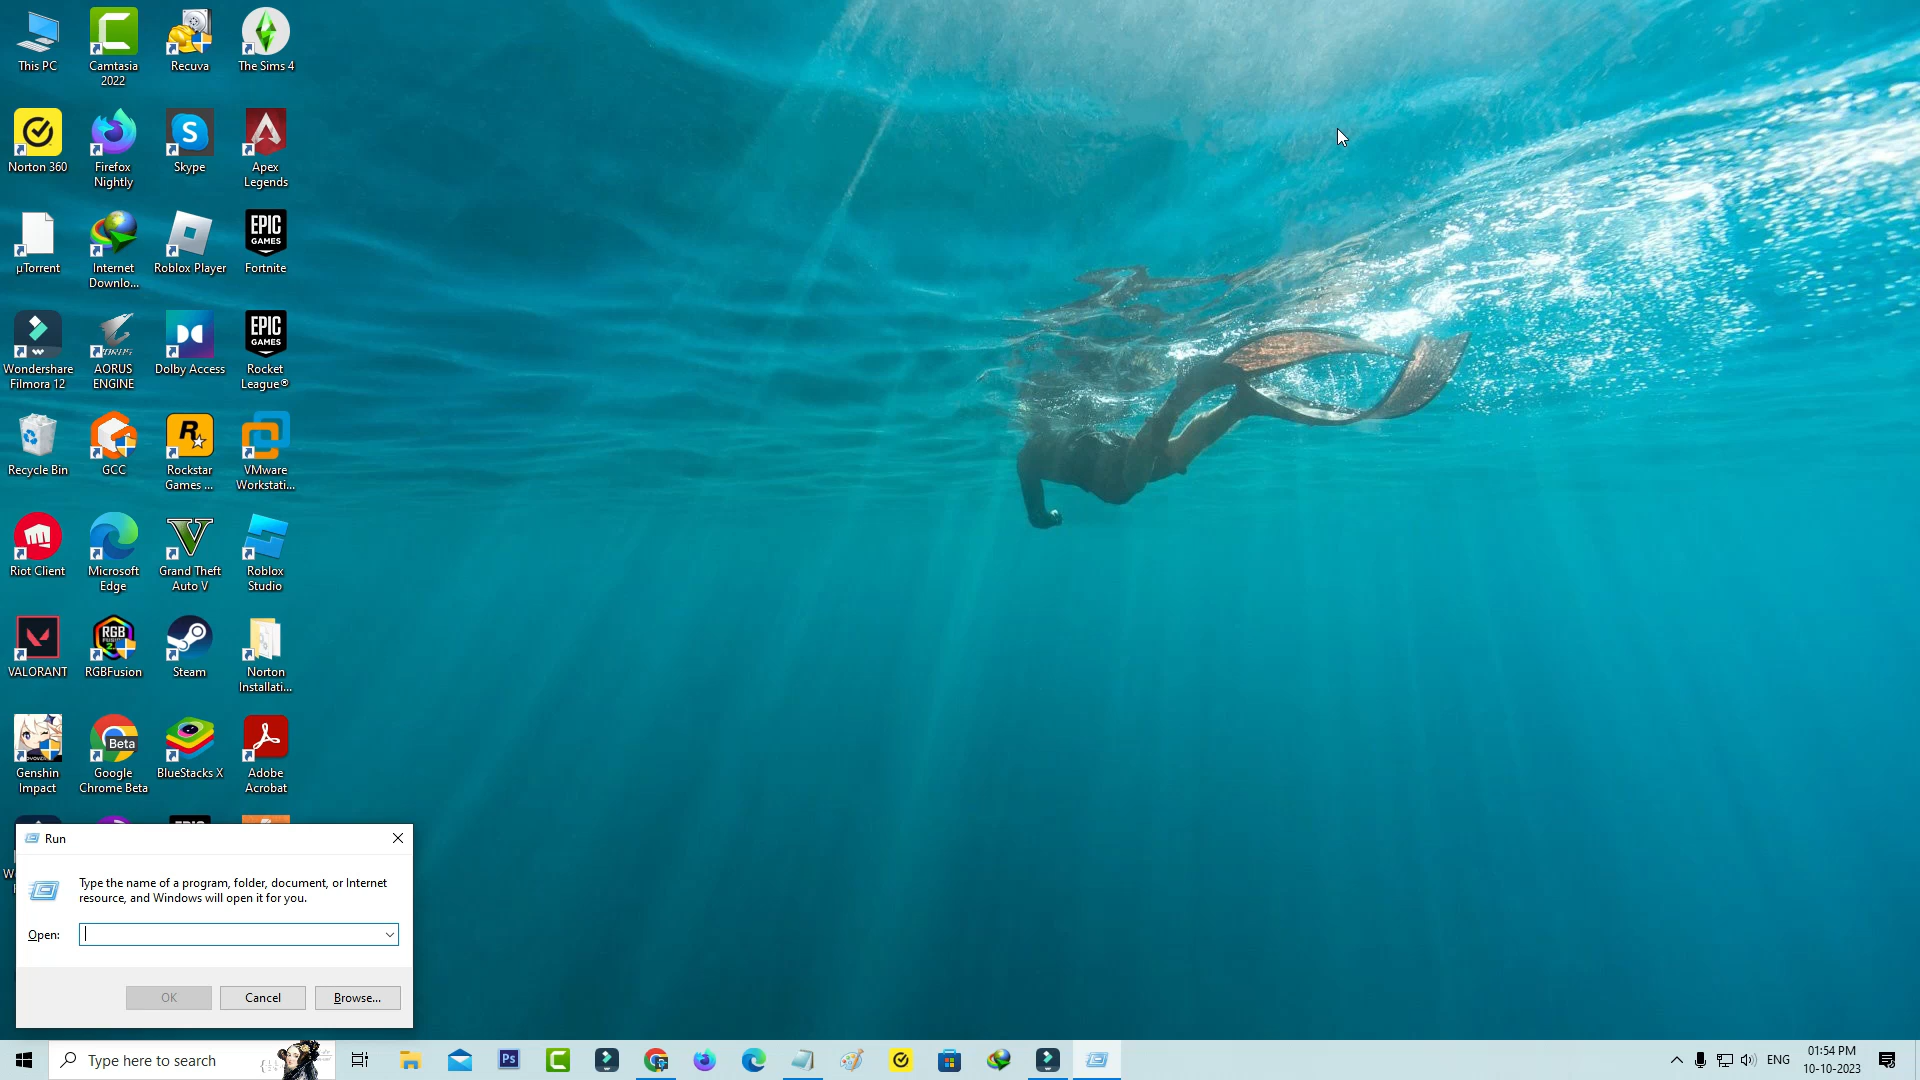 This PC
Camtasia
2022
Recuva
The Sims 4
Norton 360
Firefox
Nightly
Skype
Apex
Legends
µTorrent
Internet
Downlo...
Roblox Player
EPIC
GAMES
Fortnite
Wondershare
Filmora 12
AORUS
ENGINE
Dolby Access
EPIC
GAMES
Rocket
League®
Recycle Bin
GCC
Rockstar
Games ...
VMware
Workstati...
Riot Client
Microsoft
Edge
Grand Theft
Auto V
Roblox
Studio
VALORANT
RGB
RGBFusion
Steam
Norton
Installati...
Genshin
Impact
Beta
Google
Chrome Beta
BlueStacks X
Adobe
Acrobat
Run
Type the name of a program, folder, document, or Internet
resource, and Windows will open it for you.
Open:
OK
Cancel
Browse...
Type here to search
Ps
ENG
01:54 PM
10-10-2023